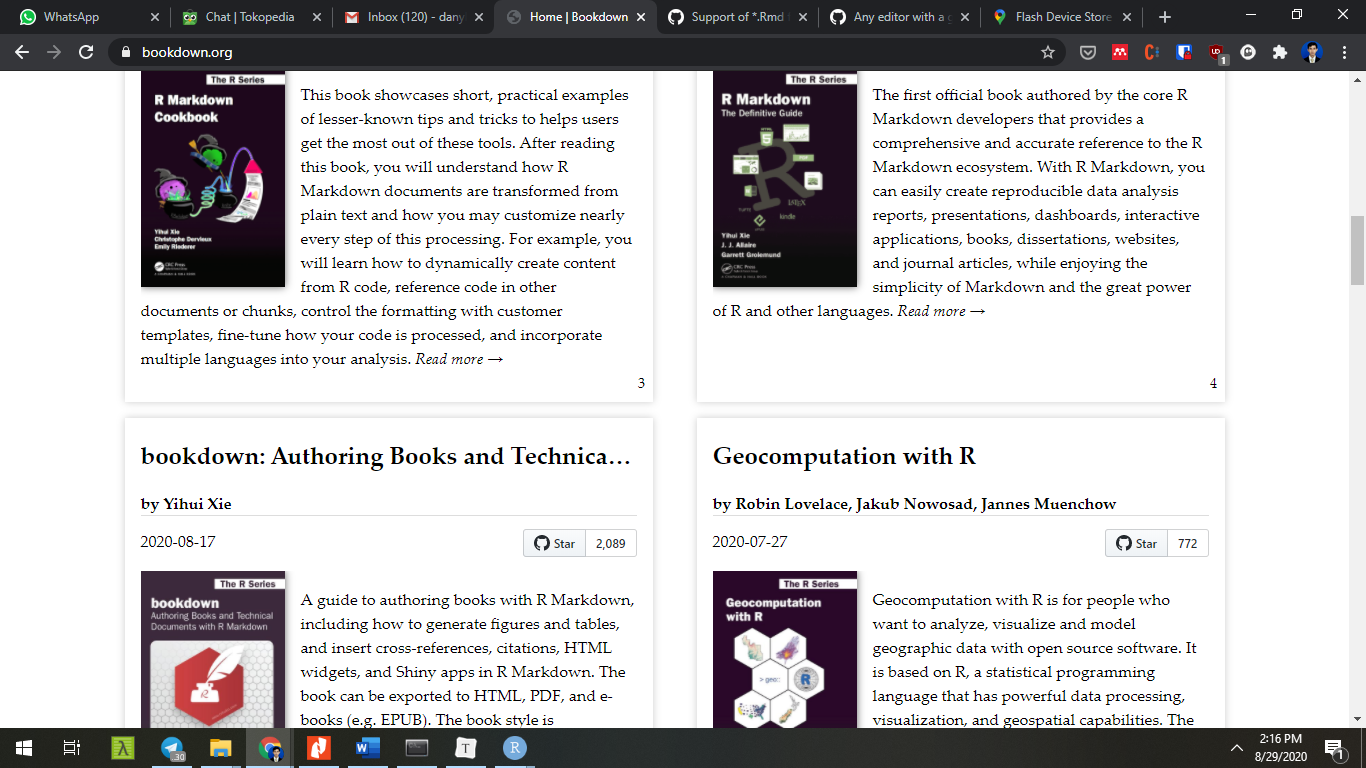 WhatsApp
Chat | Tokopedia
Inbox (120) - dany
Home | Bookdown
Support of *.Rmd f
Any editor with a g
Flash Device Store
bookdown.org
1
The R Series
R Markdown
Cookbook
Yihui Xie
Christophe Dervieux
Emily Riederer
CRC Press
This book showcases short, practical examples
of lesser-known tips and tricks to helps users
get the most out of these tools. After reading
this book, you will understand how R
Markdown documents are transformed from
plain text and how you may customize nearly
every step of this processing. For example, you
will learn how to dynamically create content
from R code, reference code in other
documents or chunks, control the formatting with customer
templates, fine-tune how your code is processed, and incorporate
multiple languages into your analysis. Read more →
3
The R Series
R Markdown
The Definitive Guide
HTML
PDF
LATEX
kindle
Yihui Xie
J. J. Allaire
Garrett Grolemund
CRC Press
The first official book authored by the core R
Markdown developers that provides a
comprehensive and accurate reference to the R
Markdown ecosystem. With R Markdown, you
can easily create reproducible data analysis
reports, presentations, dashboards, interactive
applications, books, dissertations, websites,
and journal articles, while enjoying the
simplicity of Markdown and the great power
of R and other languages. Read more →
4
bookdown: Authoring Books and Technica…
by Yihui Xie
2020-08-17
Star 2,089
The R Series
bookdown
Authoring Books and Technical
Documents with R Markdown
A guide to authoring books with R Markdown,
including how to generate figures and tables,
and insert cross-references, citations, HTML
widgets, and Shiny apps in R Markdown. The
book can be exported to HTML, PDF, and e-
books (e.g. EPUB). The book style is
Geocomputation with R
by Robin Lovelace, Jakub Nowosad, Jannes Muenchow
2020-07-27
Star 772
The R Series
Geocomputation
with R
> geo::
R
Geocomputation with R is for people who
want to analyze, visualize and model
geographic data with open source software. It
is based on R, a statistical programming
language that has powerful data processing,
visualization, and geospatial capabilities. The
30
T
R
2:16 PM
8/29/2020
1